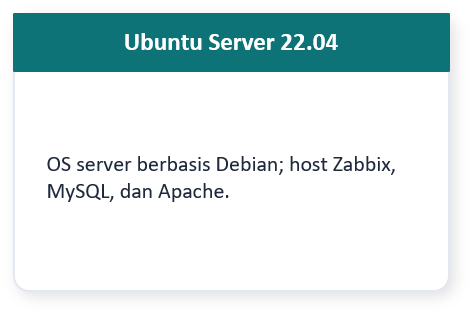 Ubuntu Server 22.04
OS server berbasis Debian; host Zabbix,
MySQL, dan Apache.